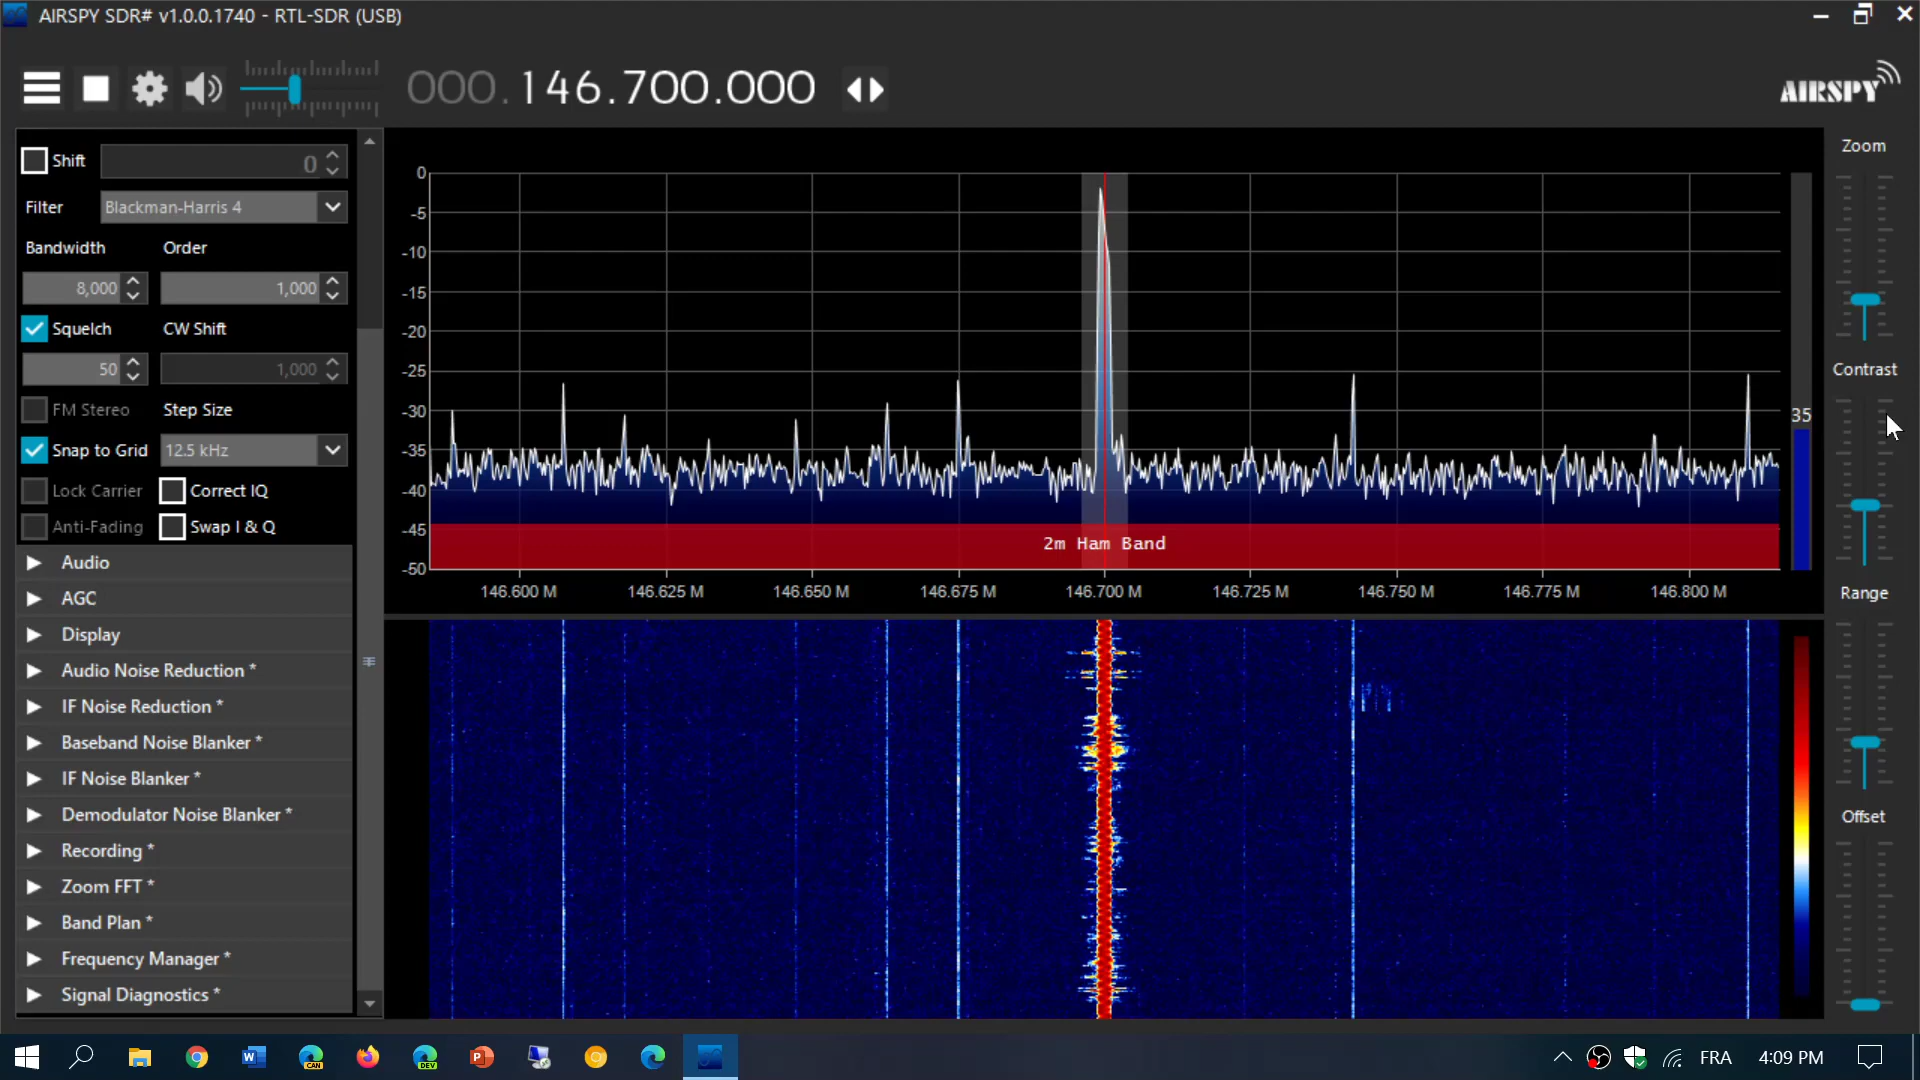 AIRSPY SDR# v1.0.0.1740 - RTL-SDR (USB)
000.146.700.000
AIRSPY
Shift 0
Filter Blackman-Harris 4
Bandwidth Order
8,000 1,000
Squelch CW Shift
50 1,000
FM Stereo Step Size
Snap to Grid 12.5 kHz
Lock Carrier Correct IQ
Anti-Fading Swap I & Q
Audio
AGC
Display
Audio Noise Reduction *
IF Noise Reduction *
Baseband Noise Blanker *
IF Noise Blanker *
Demodulator Noise Blanker *
Recording *
Zoom FFT *
Band Plan *
Frequency Manager *
Signal Diagnostics *
0
-5
-10
-15
-20
-25
-30
-35
-40
-45
-50
2m Ham Band
146.600 M 146.625 M 146.650 M 146.675 M 146.700 M 146.725 M 146.750 M 146.775 M 146.800 M
35
Zoom
Contrast
Range
Offset
CAN
DEV
FRA
4:09 PM